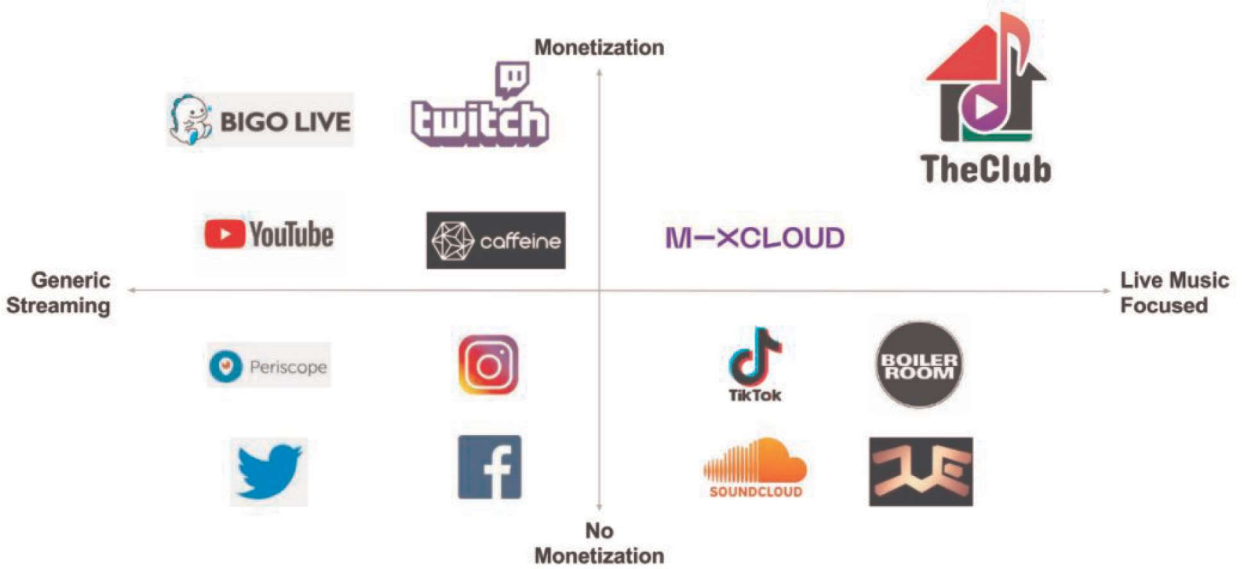 Monetization
BIGO LIVE
twitch
TheClub
YouTube
caffeine
M–XCLOUD
Generic
Streaming
Live Music
Focused
Periscope
TikTok
BOILER
ROOM
SOUNDCLOUD
No
Monetization